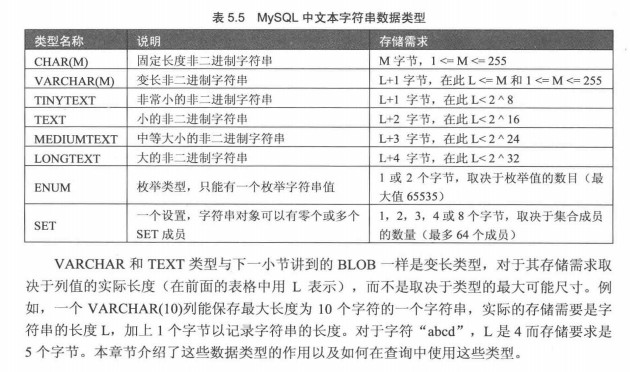 表 5.5 MySQL 中文本字符串数据类型
类型名称 说明 存储需求
CHAR(M) 固定长度非二进制字符串 M 字节，1 <= M <= 255
VARCHAR(M) 变长非二进制字符串 L+1 字节，在此 L <= M 和 1 <= M <= 255
TINYTEXT 非常小的非二进制字符串 L+1 字节，在此 L< 2 ^ 8
TEXT 小的非二进制字符串 L+2 字节，在此 L< 2 ^ 16
MEDIUMTEXT 中等大小的非二进制字符串 L+3 字节，在此 L< 2 ^ 24
LONGTEXT 大的非二进制字符串 L+4 字节，在此 L< 2 ^ 32
ENUM 枚举类型，只能有一个枚举字符串值 1 或 2 个字节，取决于枚举值的数目（最
大值 65535）
SET 一个设置，字符串对象可以有零个或多个 1，2，3，4 或 8 个字节，取决于集合成员
SET 成员 的数量（最多 64 个成员）
VARCHAR 和 TEXT 类型与下一小节讲到的 BLOB 一样是变长类型，对于其存储需求取
决于列值的实际长度（在前面的表格中用 L 表示），而不是取决于类型的最大可能尺寸。例
如，一个 VARCHAR(10)列能保存最大长度为 10 个字符的一个字符串，实际的存储需要是字
符串的长度 L，加上 1 个字节以记录字符串的长度。对于字符“abcd”，L 是 4 而存储要求是
5 个字节。本章节介绍了这些数据类型的作用以及如何在查询中使用这些类型。